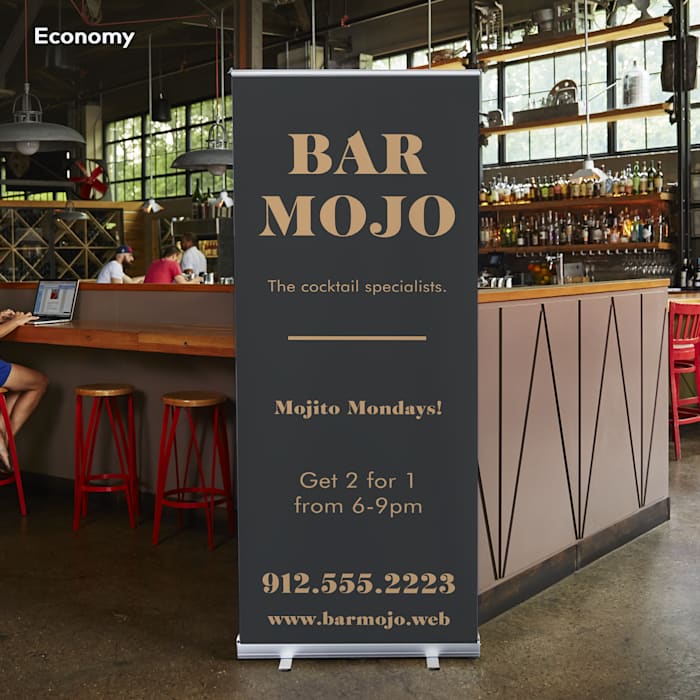 Economy
BAR
MOJO
The cocktail specialists.
Mojito Mondays!
Get 2 for 1
from 6-9pm
912.555.2223
www.barmojo.web